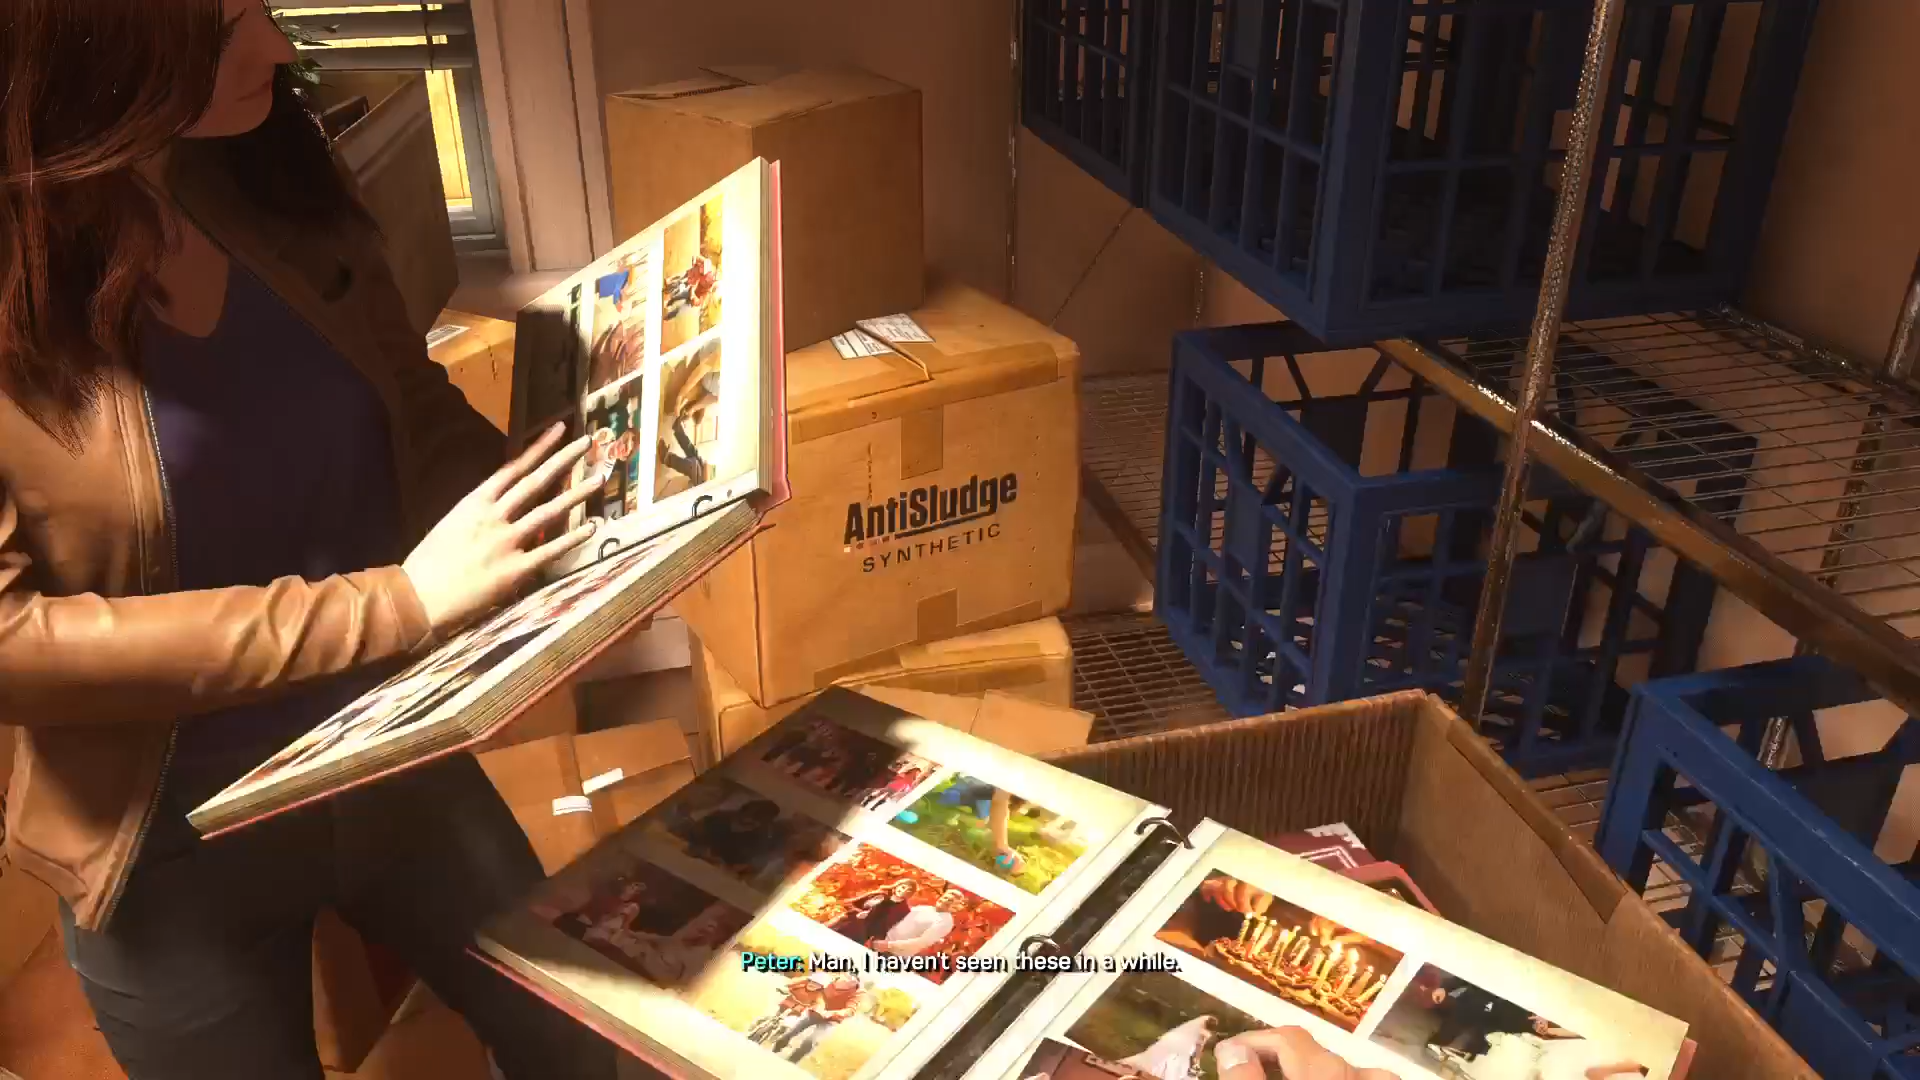 AntiSludge
SYNTHETIC
Peter: Man, I haven't seen these in a while.